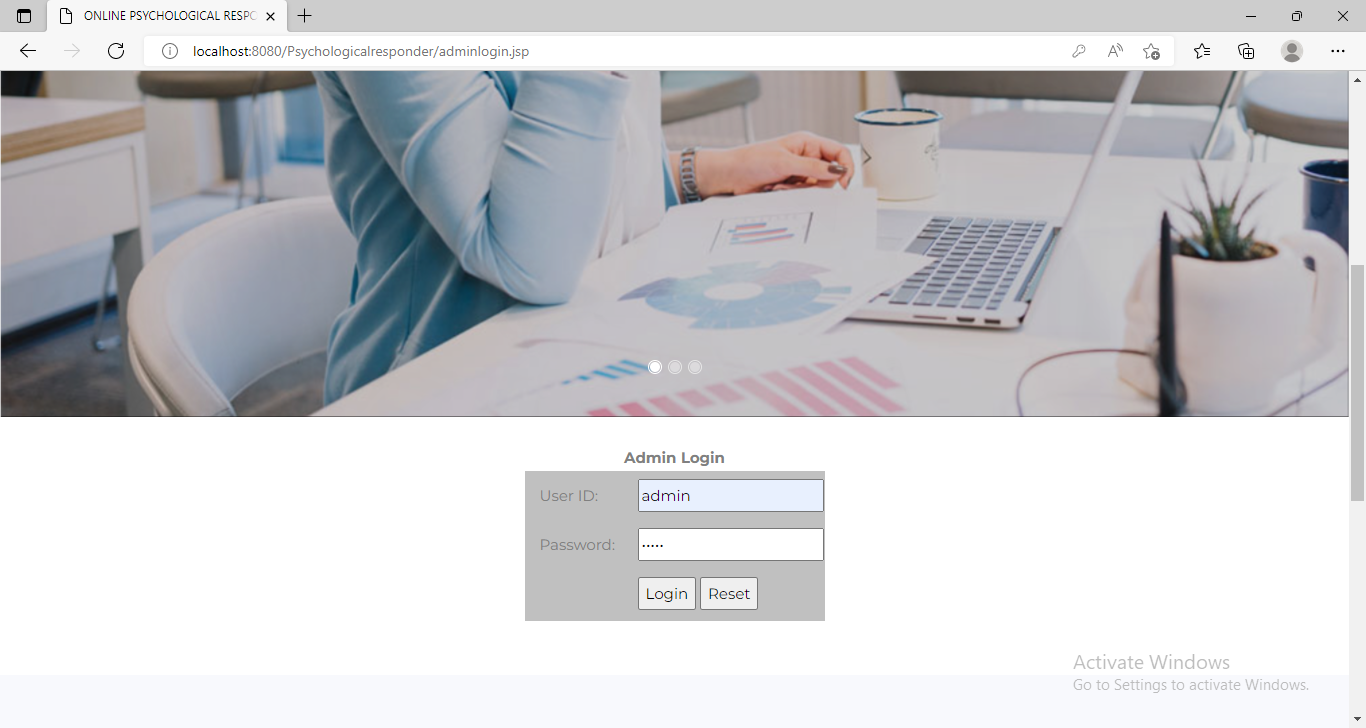 ONLINE PSYCHOLOGICAL RESPO
localhost:8080/Psychologicalresponder/adminlogin.jsp
Admin Login
User ID: admin
Password: •••••
Login Reset
Activate Windows
Go to Settings to activate Windows.